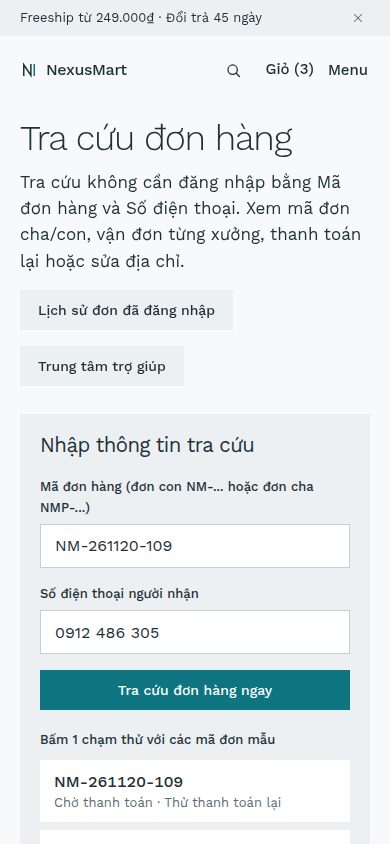 Freeship từ 249.000₫ · Đổi trả 45 ngày
NexusMart
Giỏ (3)
Menu
Tra cứu đơn hàng
Tra cứu không cần đăng nhập bằng Mã
đơn hàng và Số điện thoại. Xem mã đơn
cha/con, vận đơn từng xưởng, thanh toán
lại hoặc sửa địa chỉ.
Lịch sử đơn đã đăng nhập
Trung tâm trợ giúp
Nhập thông tin tra cứu
Mã đơn hàng (đơn con NM-... hoặc đơn cha
NMP-...)
NM-261120-109
Số điện thoại người nhận
0912 486 305
Tra cứu đơn hàng ngay
Bấm 1 chạm thử với các mã đơn mẫu
NM-261120-109
Chờ thanh toán · Thử thanh toán lại